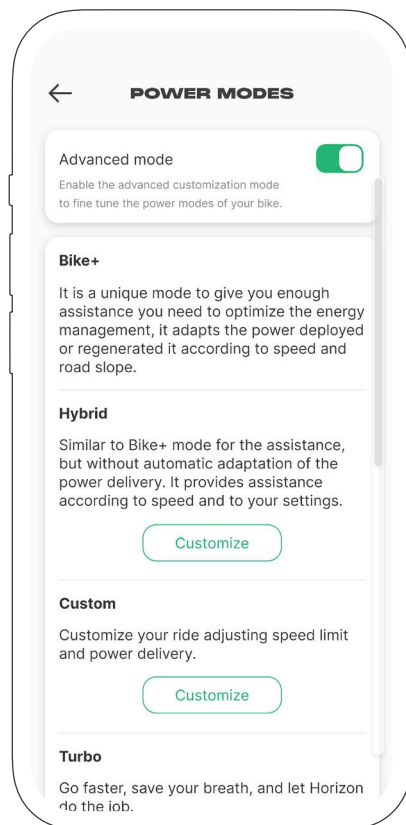 POWER MODES
Advanced mode
Enable the advanced customization mode
to fine tune the power modes of your bike.
Bike+
It is a unique mode to give you enough
assistance you need to optimize the energy
management, it adapts the power deployed
or regenerated it according to speed and
road slope.
Hybrid
Similar to Bike+ mode for the assistance,
but without automatic adaptation of the
power delivery. It provides assistance
according to speed and to your settings.
Customize
Custom
Customize your ride adjusting speed limit
and power delivery.
Customize
Turbo
Go faster, save your breath, and let Horizon
do the job.